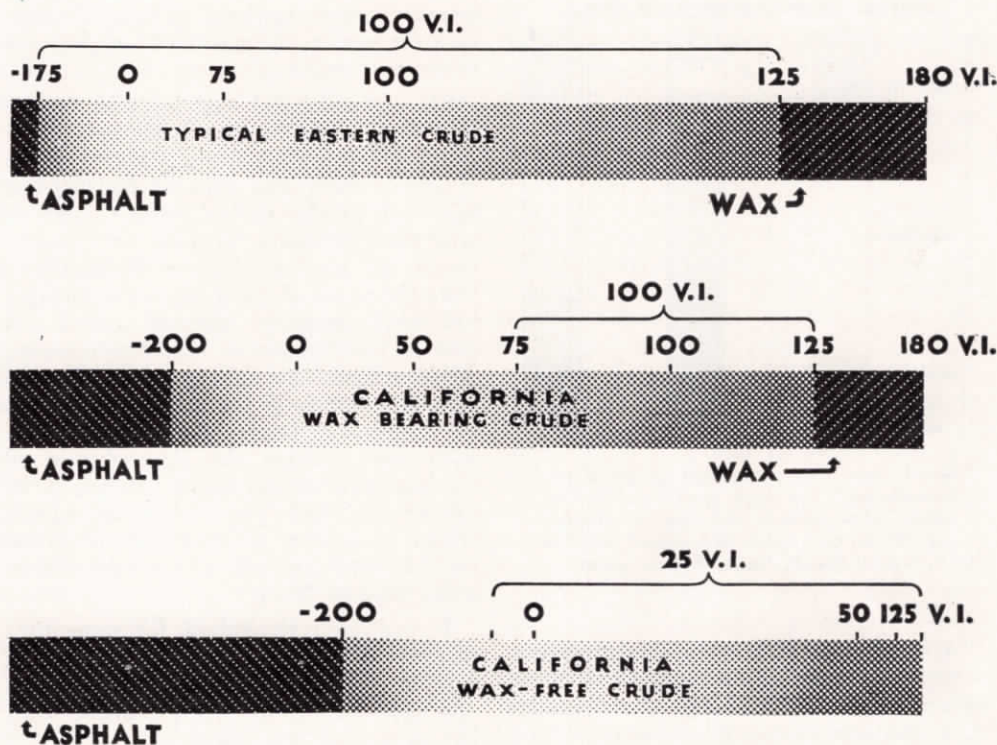 100 V.I.
-175 0 75 100 125 180 V.I.
TYPICAL EASTERN CRUDE
ASPHALT WAX
100 V.I.
-200 0 50 75 100 125 180 V.I.
CALIFORNIA
WAX BEARING CRUDE
ASPHALT WAX
25 V.I.
-200 0 50 125 V.I.
CALIFORNIA
WAX-FREE CRUDE
ASPHALT